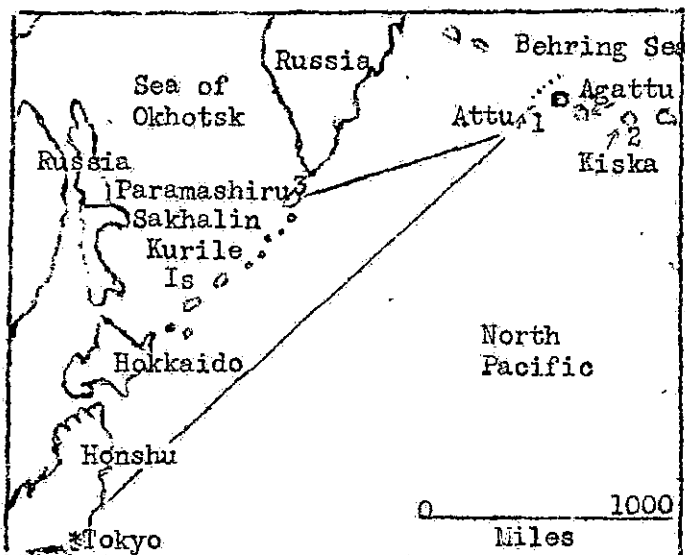 Behring Sea
Russia
Sea of
Okhotsk
Agattu
Attu 1
2
Kiska
Russia
Paramashiru 3
Sakhalin
Kurile
Is
North
Pacific
Hokkaido
Honshu
0 1000
Miles
*Tokyo